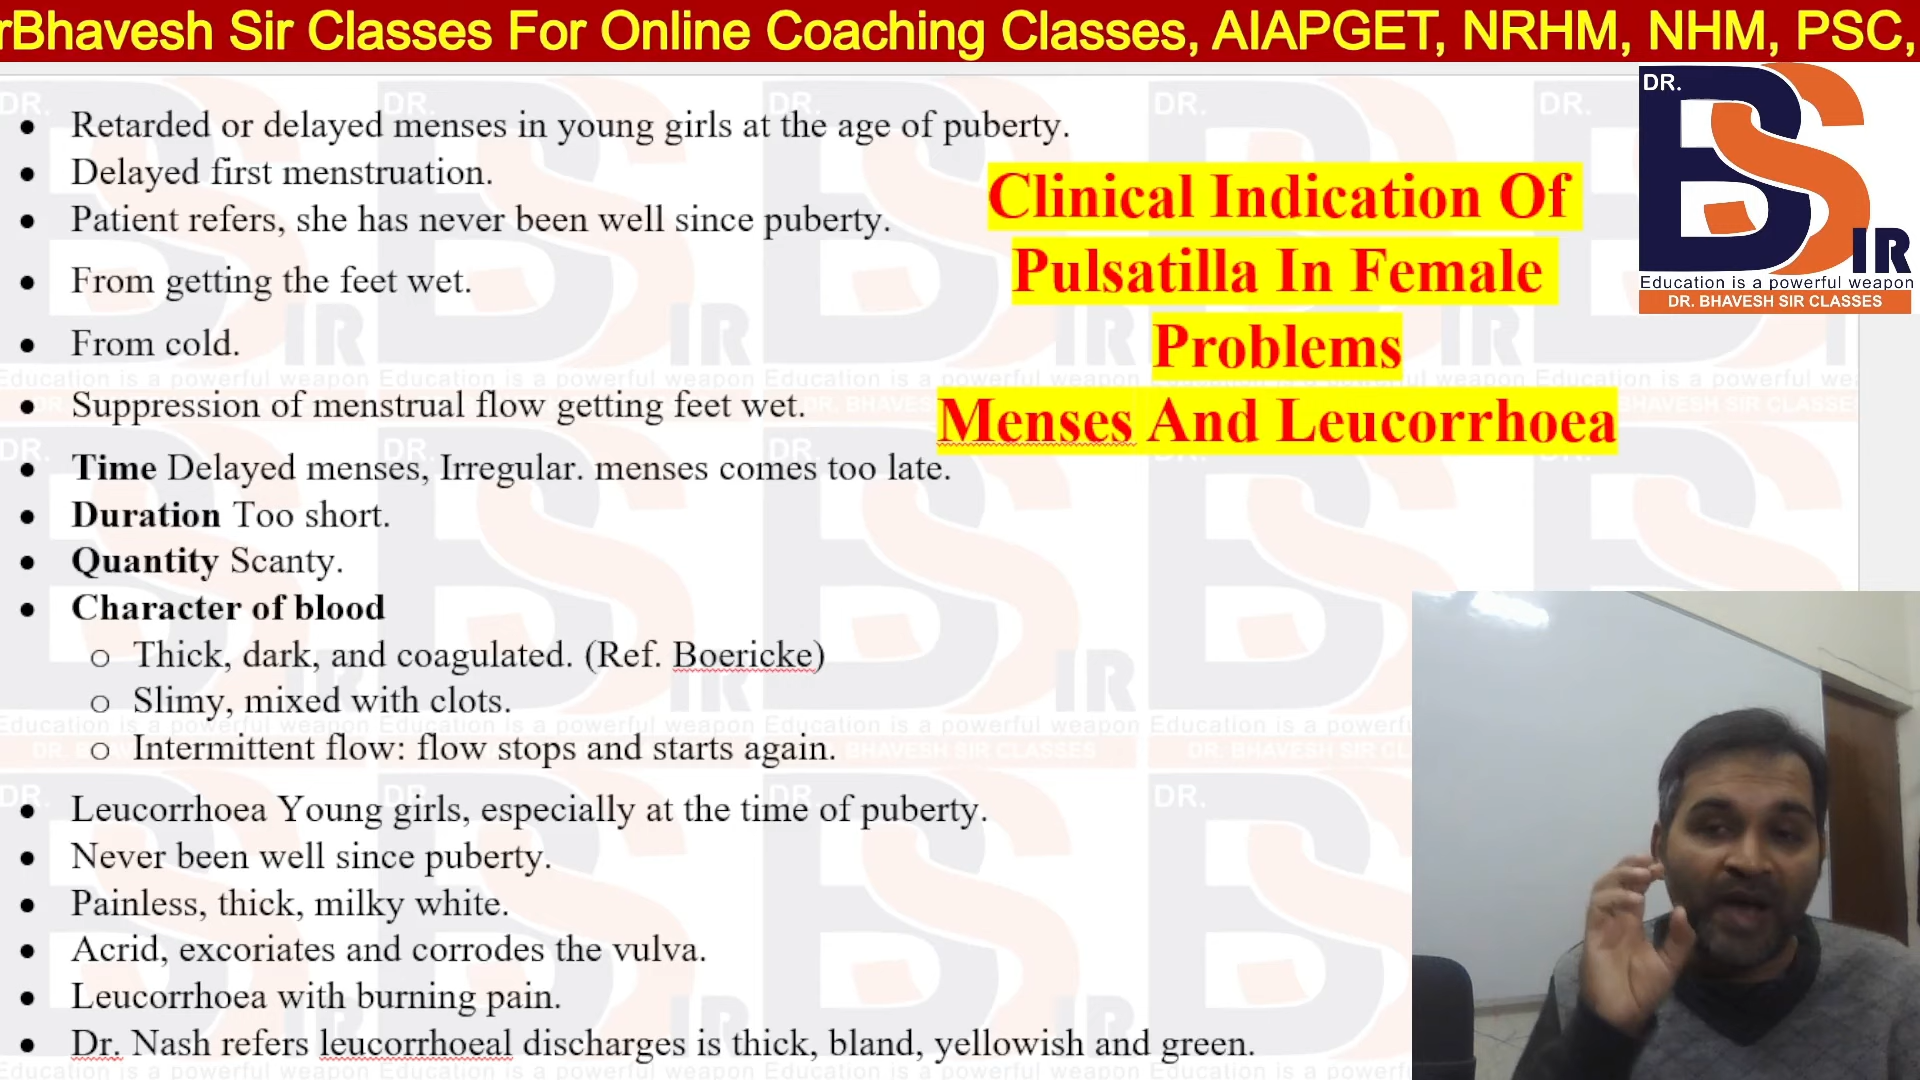 rBhavesh Sir Classes For Online Coaching Classes, AIAPGET, NRHM, NHM, PSC,
DR.
BS
IR
Education is a powerful weapon
DR. BHAVESH SIR CLASSES
Clinical Indication Of
Pulsatilla In Female
Problems
Menses And Leucorrhoea
• Retarded or delayed menses in young girls at the age of puberty.
• Delayed first menstruation.
• Patient refers, she has never been well since puberty.
• From getting the feet wet.
• From cold.
• Suppression of menstrual flow getting feet wet.
• Time Delayed menses, Irregular. menses comes too late.
• Duration Too short.
• Quantity Scanty.
• Character of blood
o Thick, dark, and coagulated. (Ref. Boericke)
o Slimy, mixed with clots.
o Intermittent flow: flow stops and starts again.
• Leucorrhoea Young girls, especially at the time of puberty.
• Never been well since puberty.
• Painless, thick, milky white.
• Acrid, excoriates and corrodes the vulva.
• Leucorrhoea with burning pain.
• Dr. Nash refers leucorrhoeal discharges is thick, bland, yellowish and green.